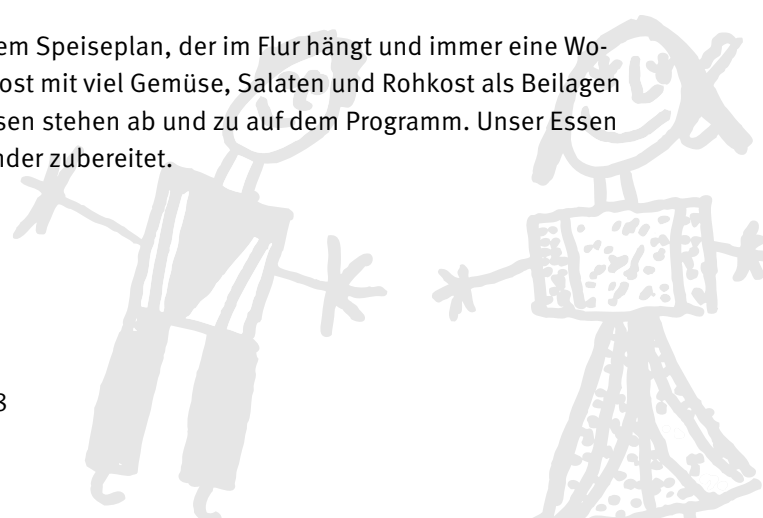 em Speiseplan, der im Flur hängt und immer eine Wo-
ost mit viel Gemüse, Salaten und Rohkost als Beilagen
sen stehen ab und zu auf dem Programm. Unser Essen
nder zubereitet.
8